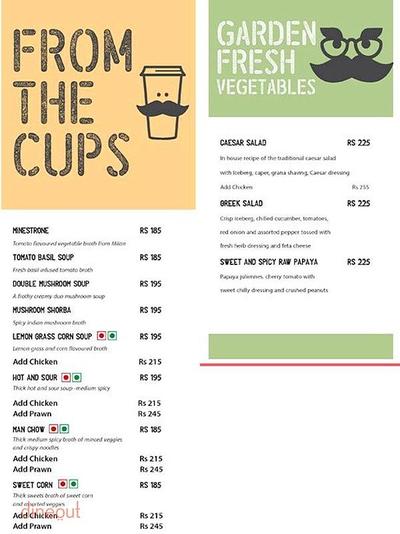 FROM
THE
CUPS
MINESTRONE RS 185
Tomato flavoured vegetable broth from Milan
TOMATO BASIL SOUP RS 185
Fresh basil infused tomato broth
DOUBLE MUSHROOM SOUP RS 195
A frothy creamy duo mushroom soup
MUSHROOM SHORBA RS 195
Spicy indian mushroom broth
LEMON GRASS CORN SOUP RS 195
Lemon grass and corn flavoured broth
Add Chicken Rs 215
HOT AND SOUR RS 195
Thick hot and sour soup-medium spicy
Add Chicken Rs 215
Add Prawn Rs 245
MAN CHOW RS 185
Thick medium spicy broth of minced veggies
and crispy noodles
Add Chicken Rs 215
Add Prawn Rs 245
SWEET CORN RS 185
Thick sweets broth of sweet corn
and assorted veggies
Add Chicken Rs 215
Add Prawn Rs 245
dineout
GARDEN
FRESH
VEGETABLES
CAESAR SALAD RS 225
In house recipe of the traditional caesar salad
with Iceberg, caper, grana shaving, Caesar dressing
Add Chicken Rs 255
GREEK SALAD RS 225
Crisp iceberg, chilled cucumber, tomatoes,
red onion and assorted pepper tossed with
fresh herb dressing and feta cheese
SWEET AND SPICY RAW PAPAYA RS 225
Papaya juliennes, cherry tomato with
sweet chilly dressing and crushed peanuts